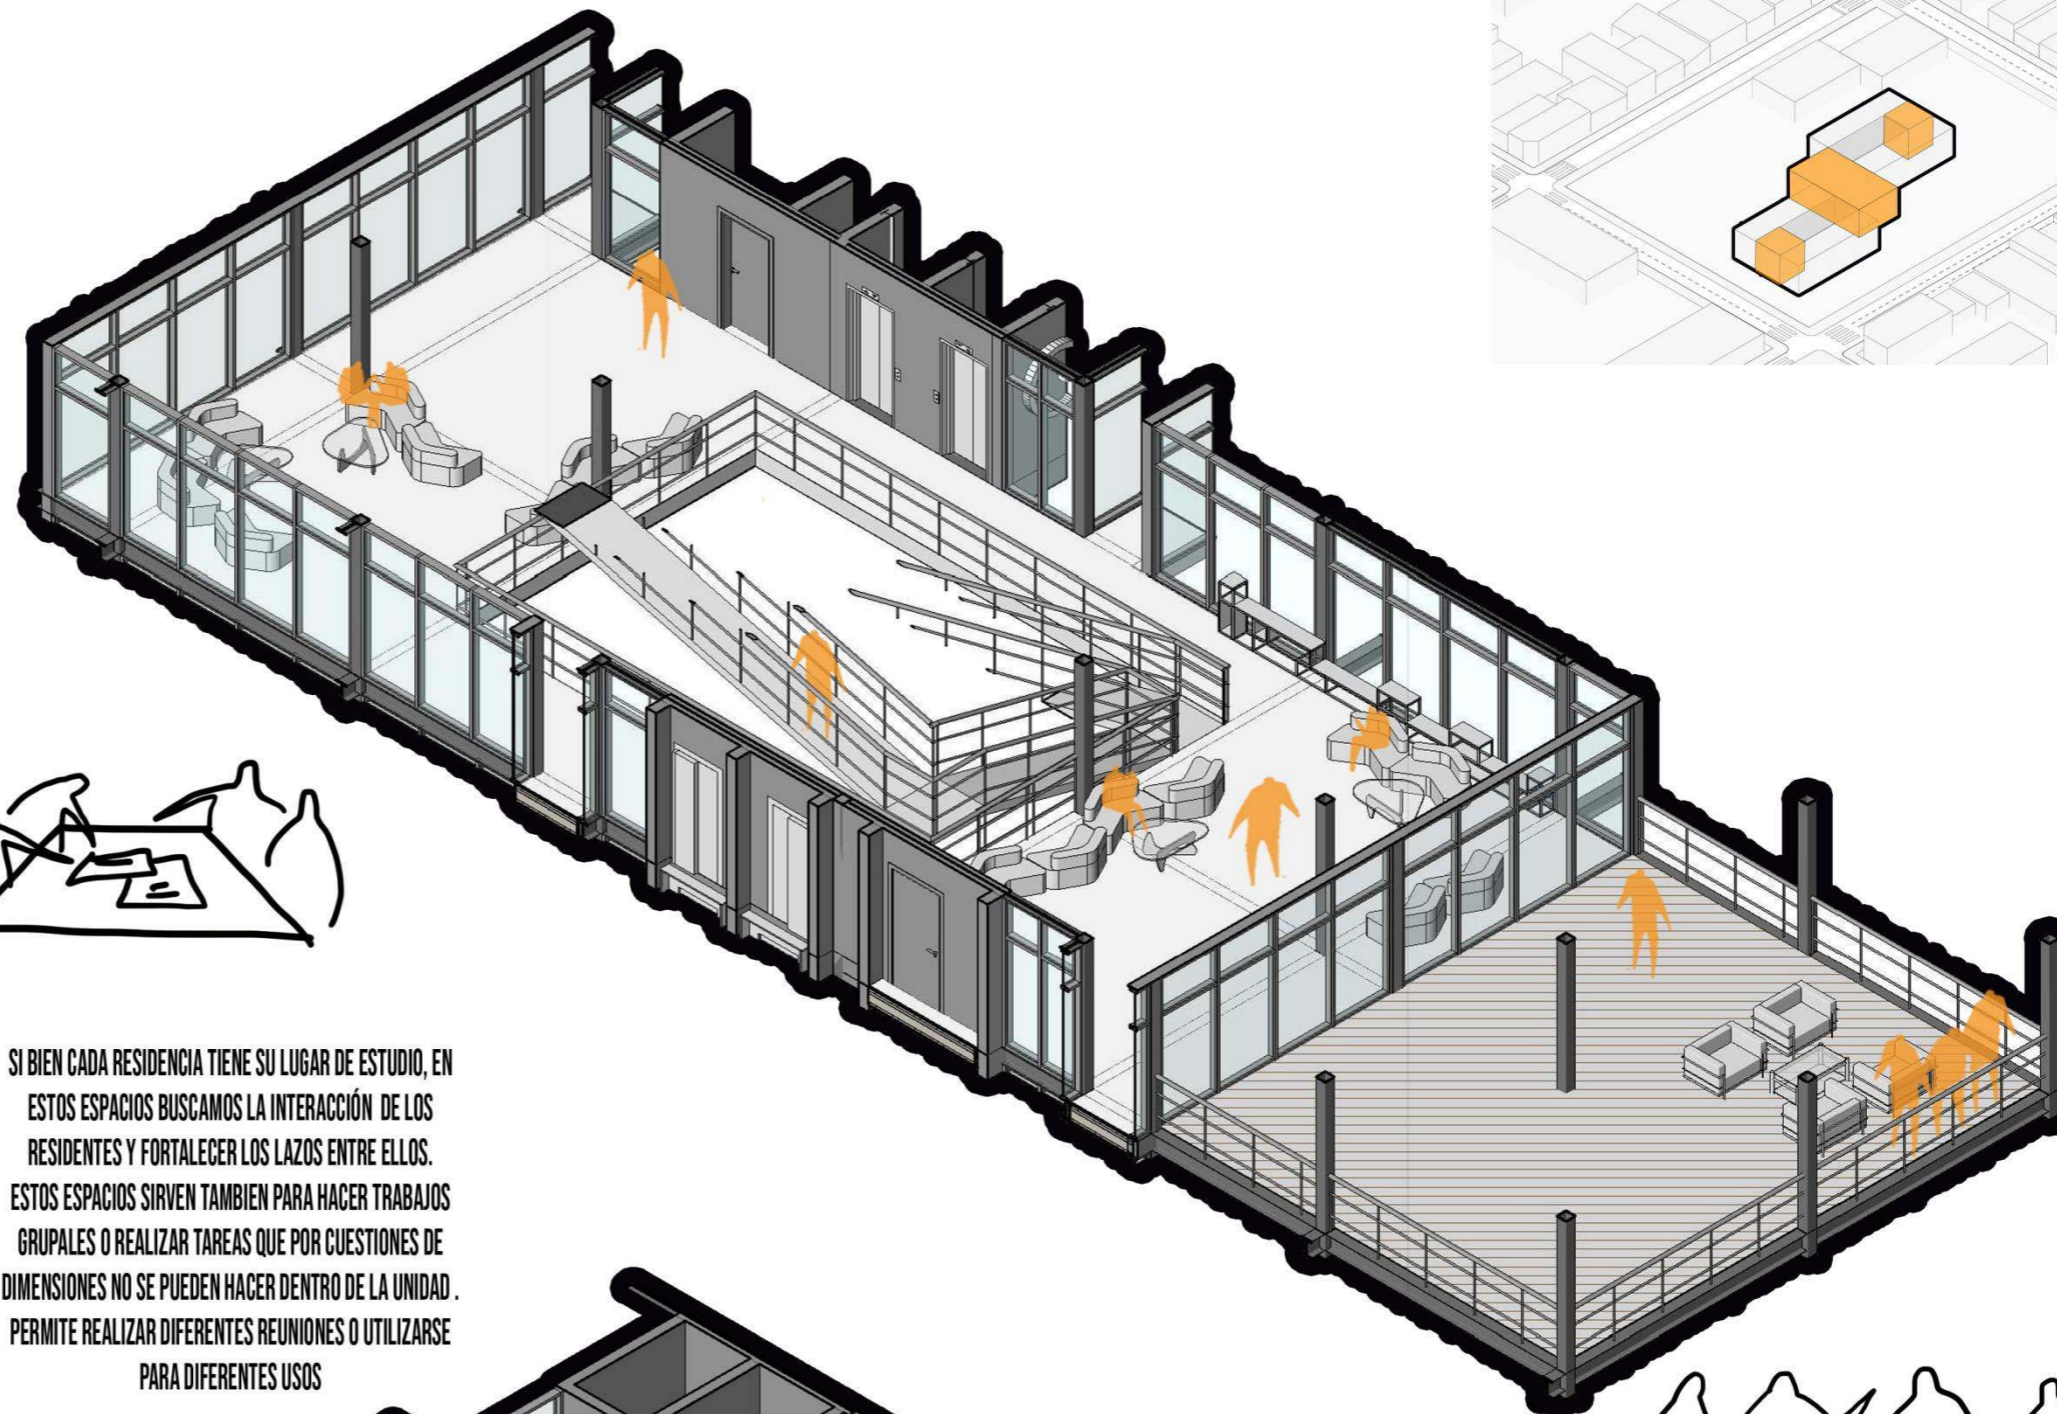 SI BIEN CADA RESIDENCIA TIENE SU LUGAR DE ESTUDIO, EN
ESTOS ESPACIOS BUSCAMOS LA INTERACCIÓN DE LOS
RESIDENTES Y FORTALECER LOS LAZOS ENTRE ELLOS.
ESTOS ESPACIOS SIRVEN TAMBIEN PARA HACER TRABAJOS
GRUPALES O REALIZAR TAREAS QUE POR CUESTIONES DE
DIMENSIONES NO SE PUEDEN HACER DENTRO DE LA UNIDAD .
PERMITE REALIZAR DIFERENTES REUNIONES O UTILIZARSE
PARA DIFERENTES USOS